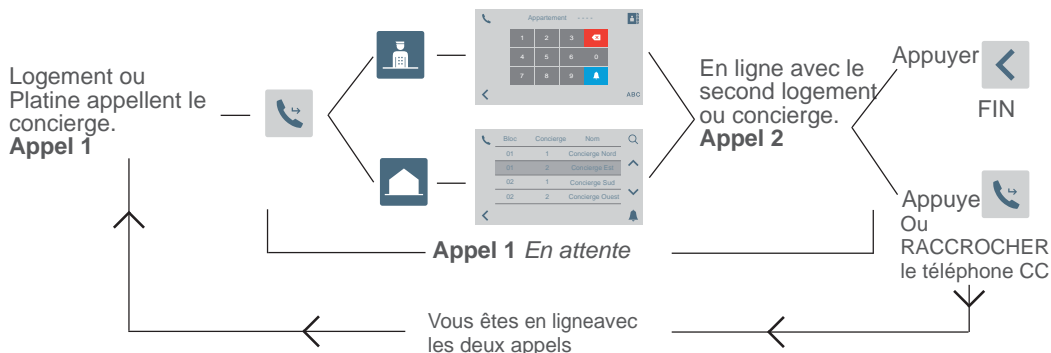 Logement ou
Platine appellent le
concierge.
Appel 1
Appartement ----
1 2 3
4 5 6 0
7 8 9
ABC
Bloc Concierge Nom
01 1 Concierge Nord
01 2 Concierge Est
02 1 Concierge Sud
02 2 Concierge Ouest
En ligne avec le
second logement
ou concierge.
Appel 2
Appuyer
FIN
Appuye
Ou
RACCROCHER
le téléphone CC
Appel 1 En attente
Vous êtes en ligneavec
les deux appels